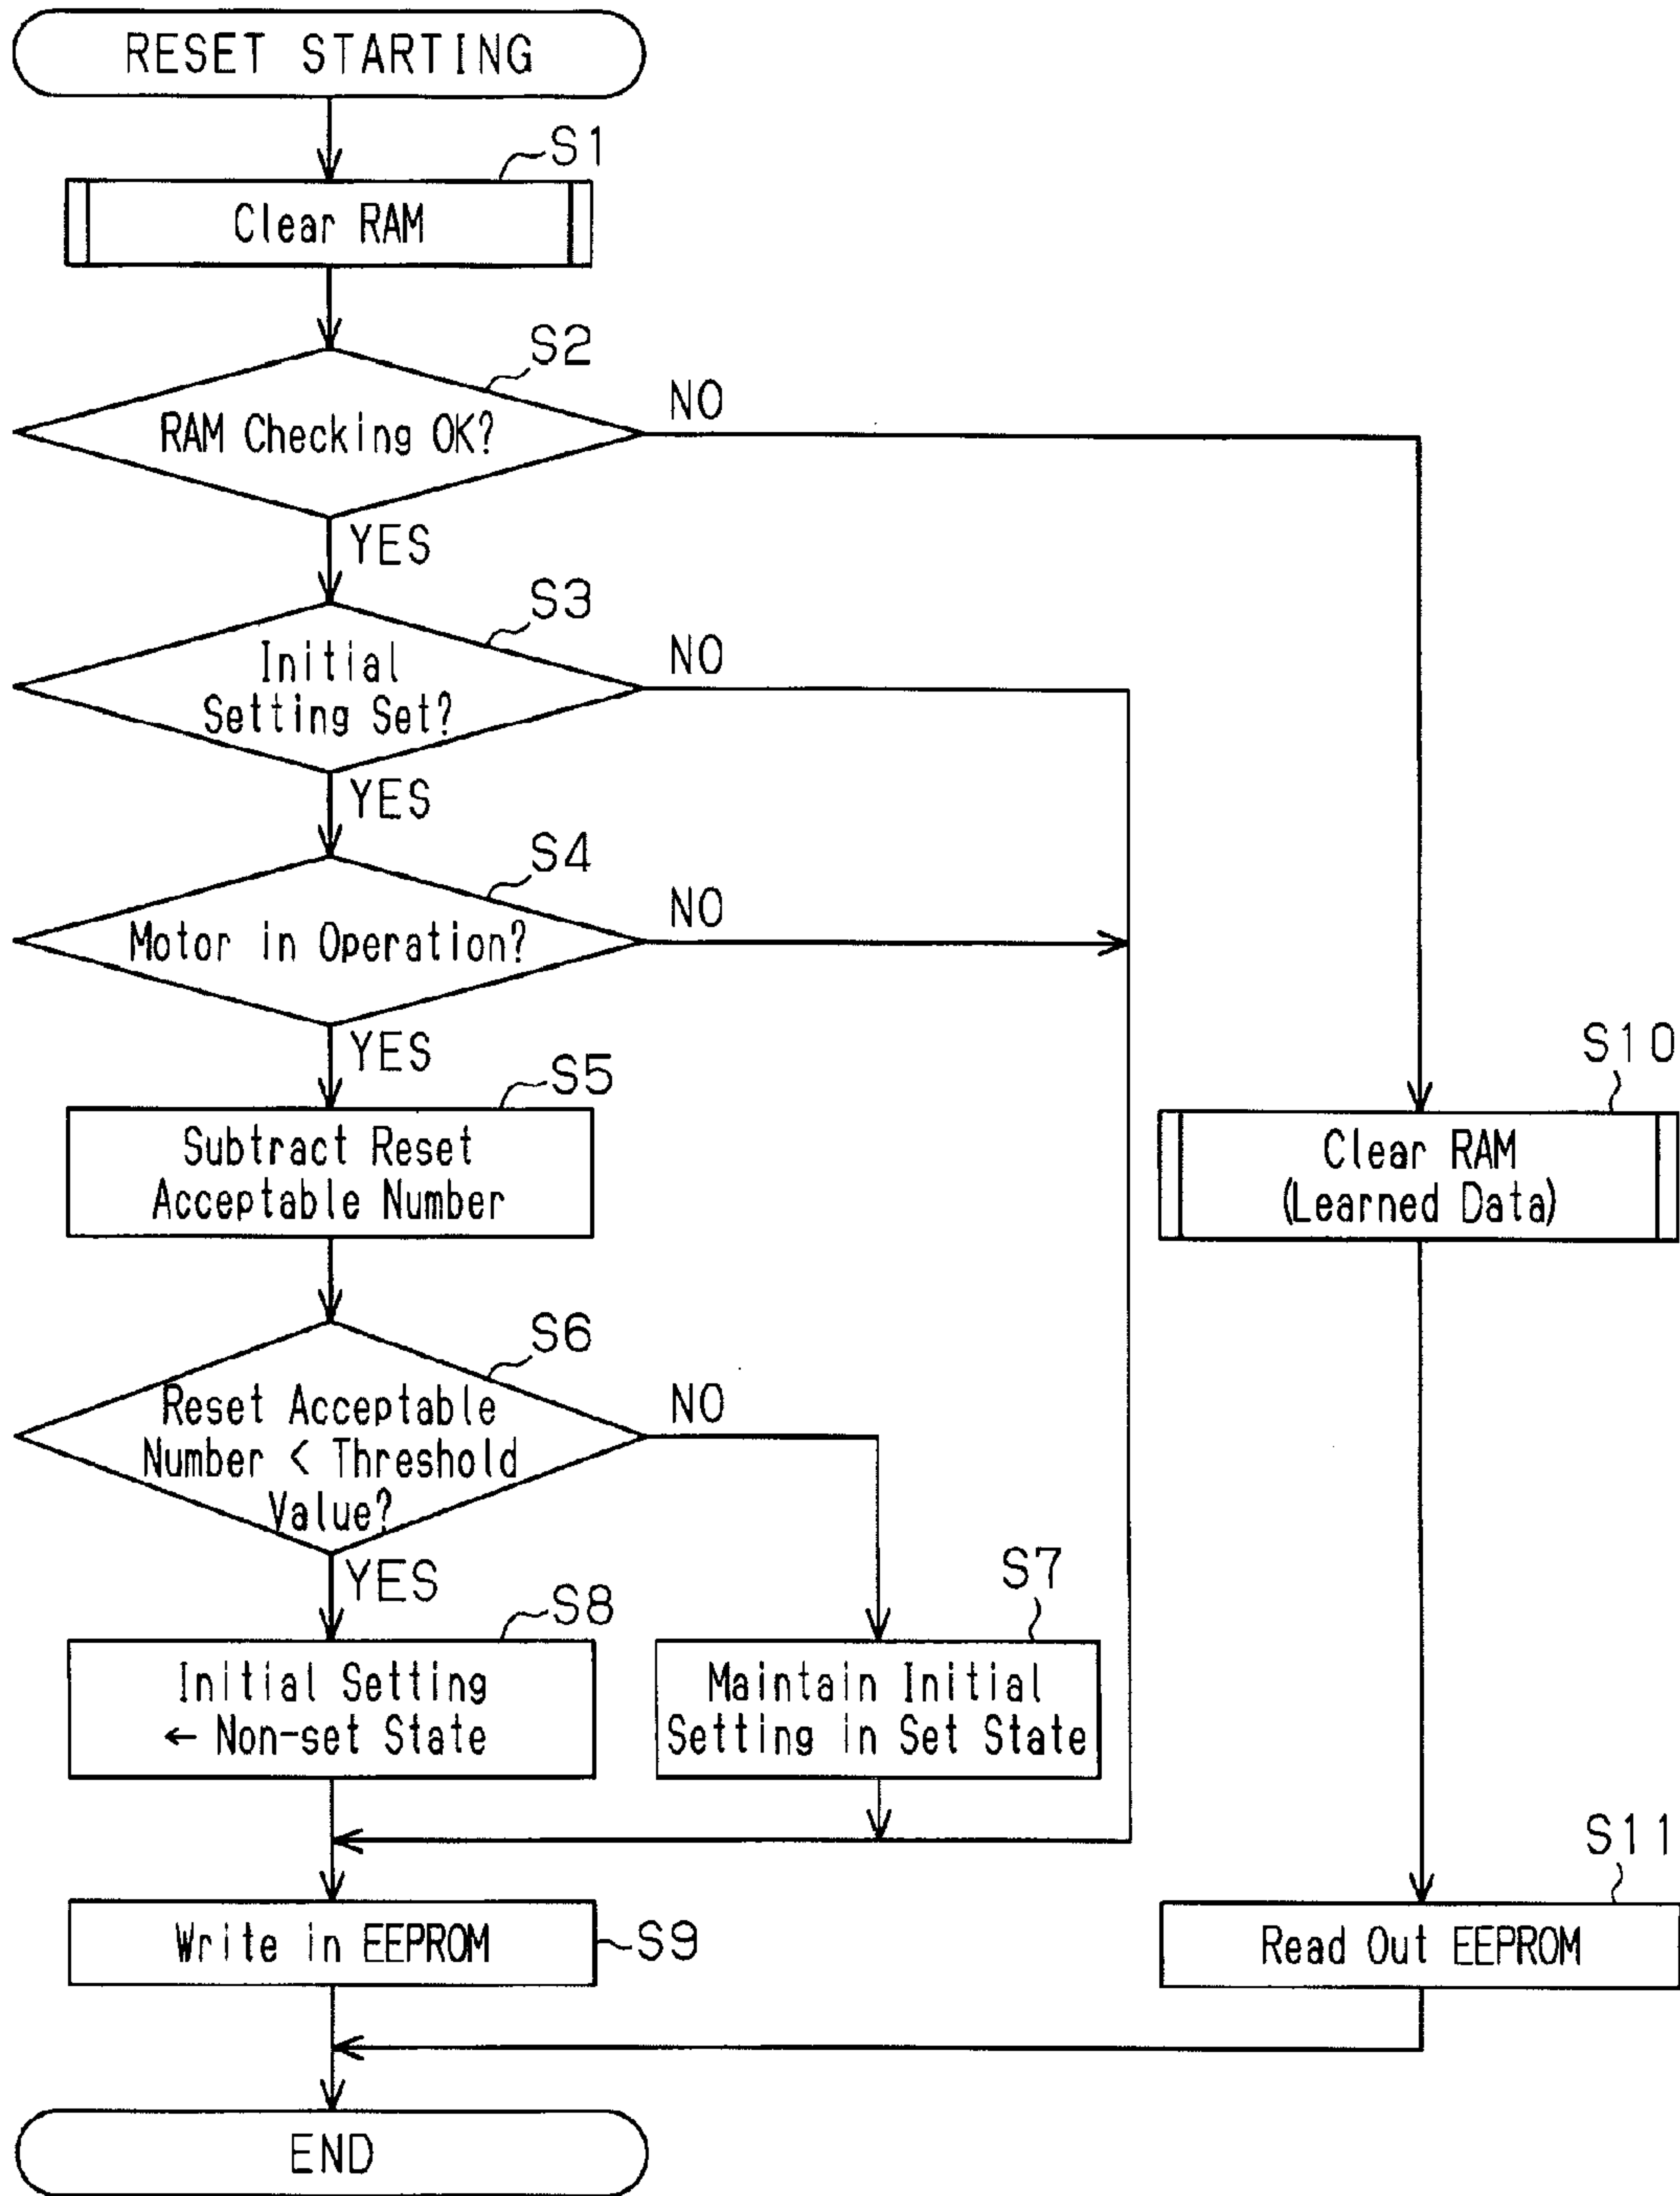 RESET STARTING
S1
Clear RAM
S2
RAM Checking OK?
NO
YES
S3
Initial
Setting Set?
NO
YES
S4
Motor in Operation?
NO
YES
S5
Subtract Reset
Acceptable Number
S10
Clear RAM
(Learned Data)
S6
Reset Acceptable
Number < Threshold
Value?
NO
YES
S8
Initial Setting
← Non-set State
S7
Maintain Initial
Setting in Set State
Write in EEPROM
S9
S11
Read Out EEPROM
END